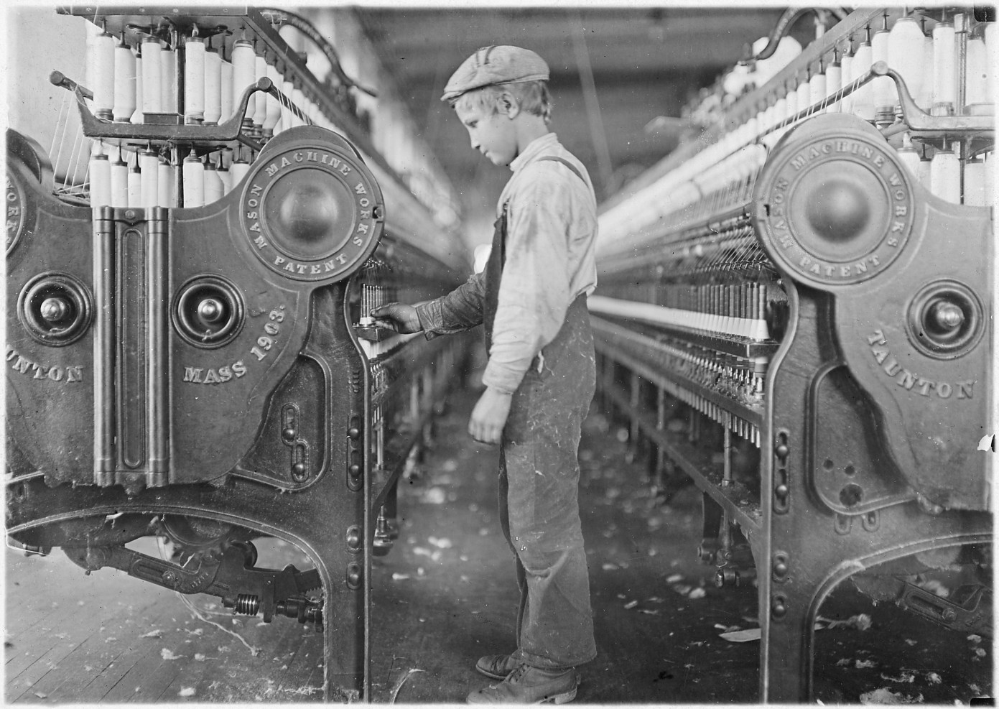 MASON MACHINE WORKS
PATENT
UNTON
MASS 1903.
MASON MACHINE WORKS
PATENT
TAUNTON